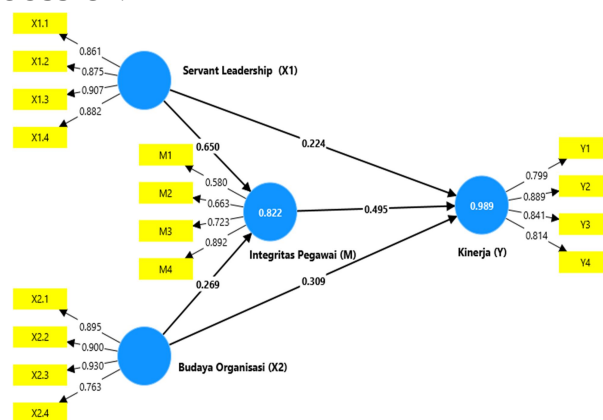 X1.1
0.861
X1.2
0.875
Servant Leadership (X1)
X1.3
0.907
0.882
X1.4
0.650
0.224
M1
0.580
M2
0.663
M3
0.723
M4
0.892
0.822
Integritas Pegawai (M)
0.495
0.269
0.309
0.989
Kinerja (Y)
Y1
0.799
Y2
0.889
Y3
0.841
0.814
Y4
X2.1
0.895
X2.2
0.900
X2.3
0.930
Budaya Organisasi (X2)
0.763
X2.4